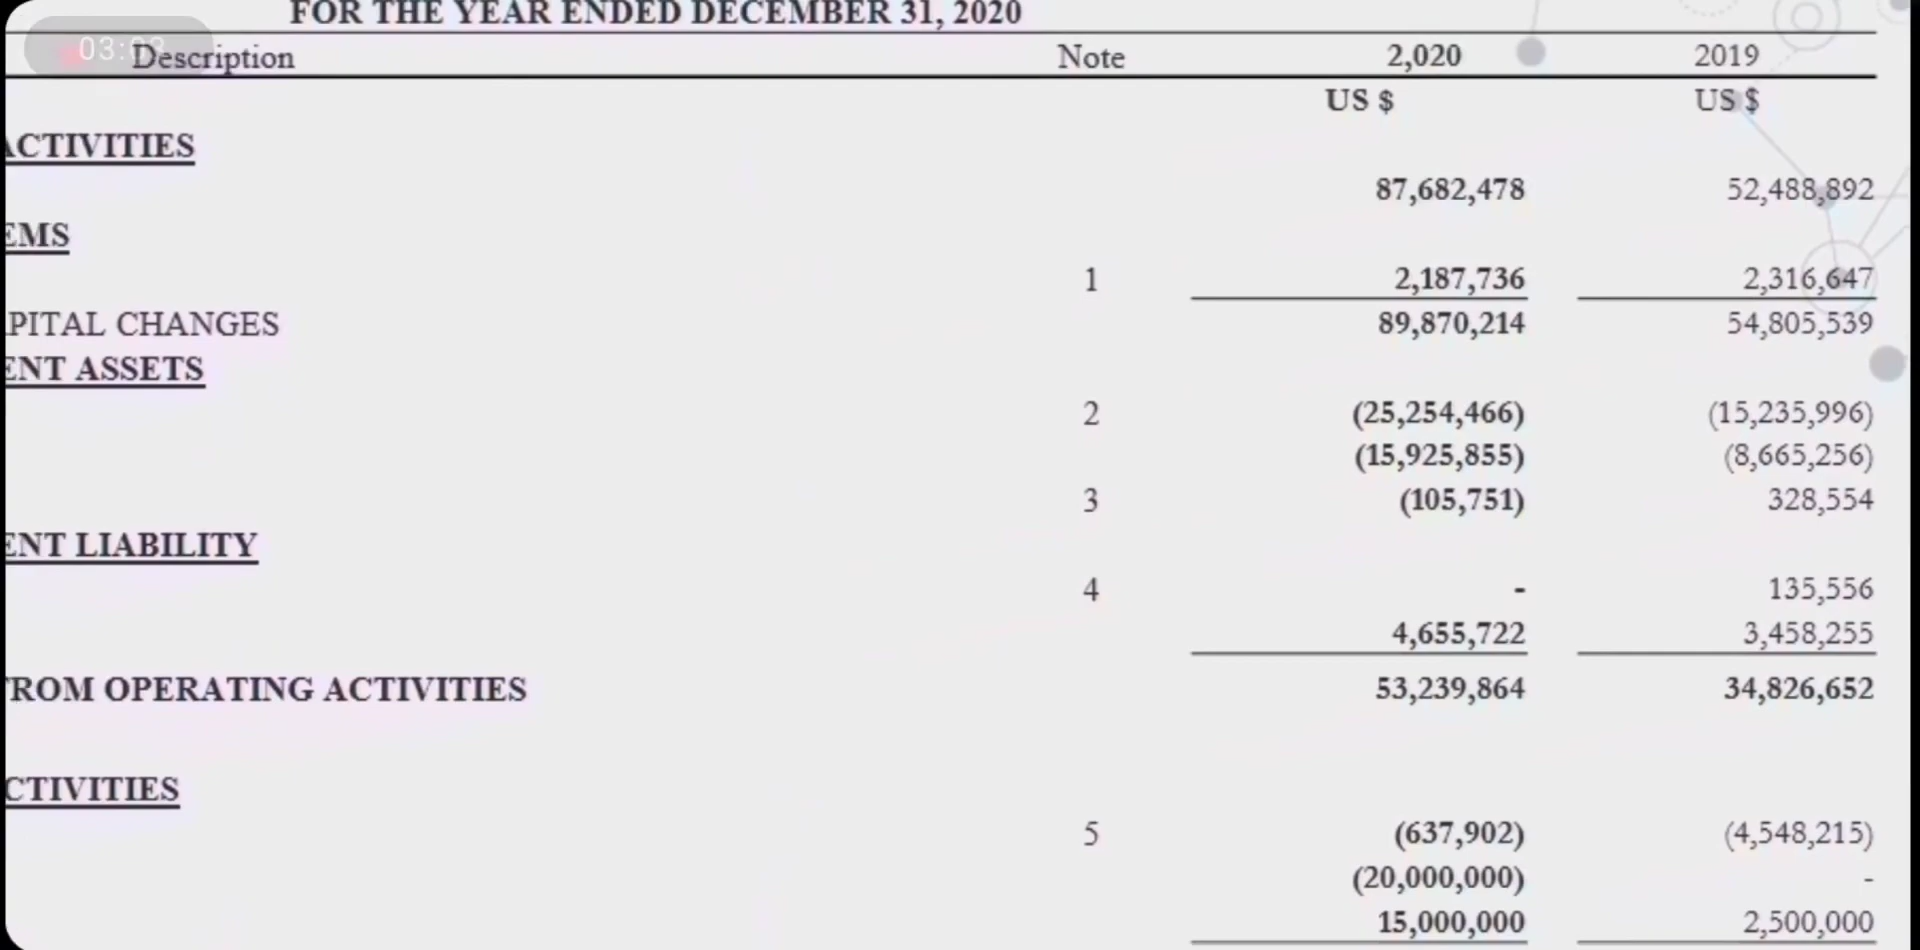 FOR THE YEAR ENDED DECEMBER 31, 2020
Description Note 2,020 2019
US $ US $
ACTIVITIES
87,682,478 52,488,892
EMS
1 2,187,736 2,316,647
PITAL CHANGES 89,870,214 54,805,539
ENT ASSETS
2 (25,254,466) (15,235,996)
(15,925,855) (8,665,256)
3 (105,751) 328,554
ENT LIABILITY
4 - 135,556
4,655,722 3,458,255
ROM OPERATING ACTIVITIES 53,239,864 34,826,652
CTIVITIES
5 (637,902) (4,548,215)
(20,000,000) -
15,000,000 2,500,000